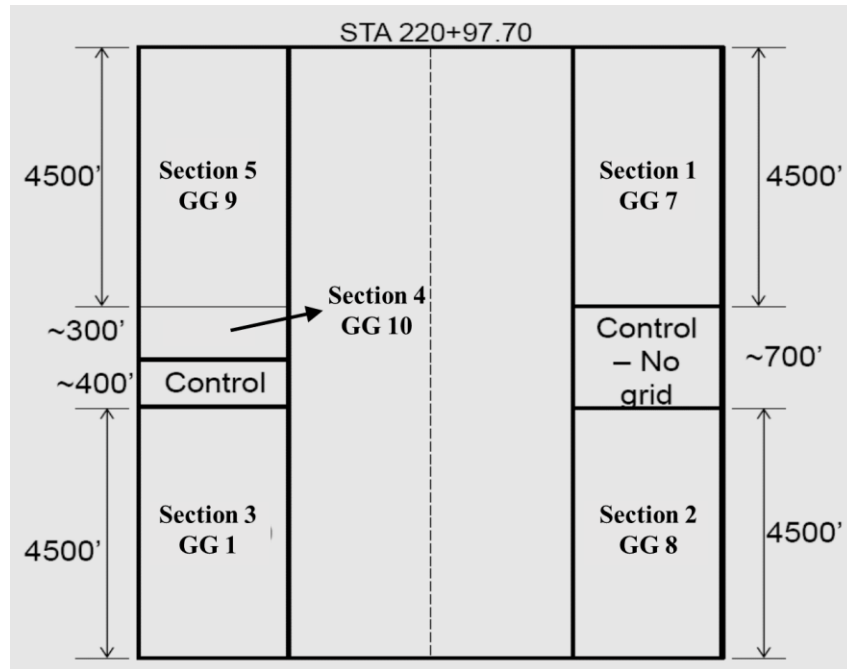 STA 220+97.70
4500’
Section 5
GG 9
Section 1
GG 7
4500’
Section 4
GG 10
~300’
Control
– No
grid
~700’
~400’
Control
4500’
Section 3
GG 1
Section 2
GG 8
4500’